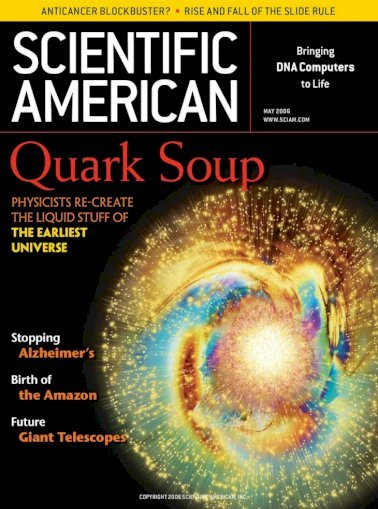 ANTICANCER BLOCKBUSTER? • RISE AND FALL OF THE SLIDE RULE
SCIENTIFIC
AMERICAN
Bringing
DNA Computers
to Life
MAY 2006
WWW.SCIAM.COM
Quark Soup
PHYSICISTS RE-CREATE
THE LIQUID STUFF OF
THE EARLIEST
UNIVERSE
Stopping
Alzheimer's
Birth of
the Amazon
Future
Giant Telescopes
COPYRIGHT 2006 SCIENTIFIC AMERICAN, INC.